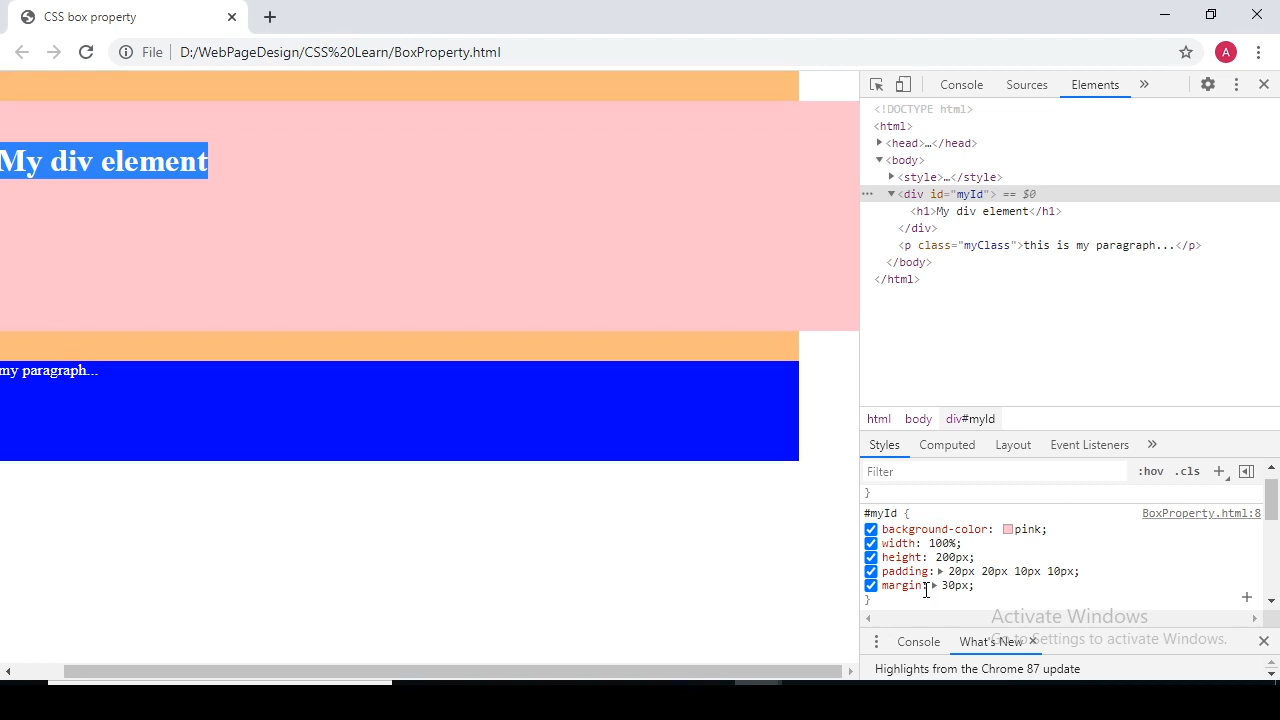 CSS box property
File D:/WebPageDesign/CSS%20Learn/BoxProperty.html
A
My div element
my paragraph...
Console Sources Elements »
<!DOCTYPE html>
<html>
<head>…</head>
<body>
<style>…</style>
<div id="myId"> == $0
<h1>My div element</h1>
</div>
<p class="myClass">this is my paragraph...</p>
</body>
</html>
html body div#myId
Styles Computed Layout Event Listeners »
Filter :hov .cls +
}
#myId { BoxProperty.html:8
background-color: pink;
width: 100%;
height: 200px;
padding: 20px 20px 10px 10px;
margin: 30px;
}
Activate Windows
Go to Settings to activate Windows.
Console What's New
Highlights from the Chrome 87 update